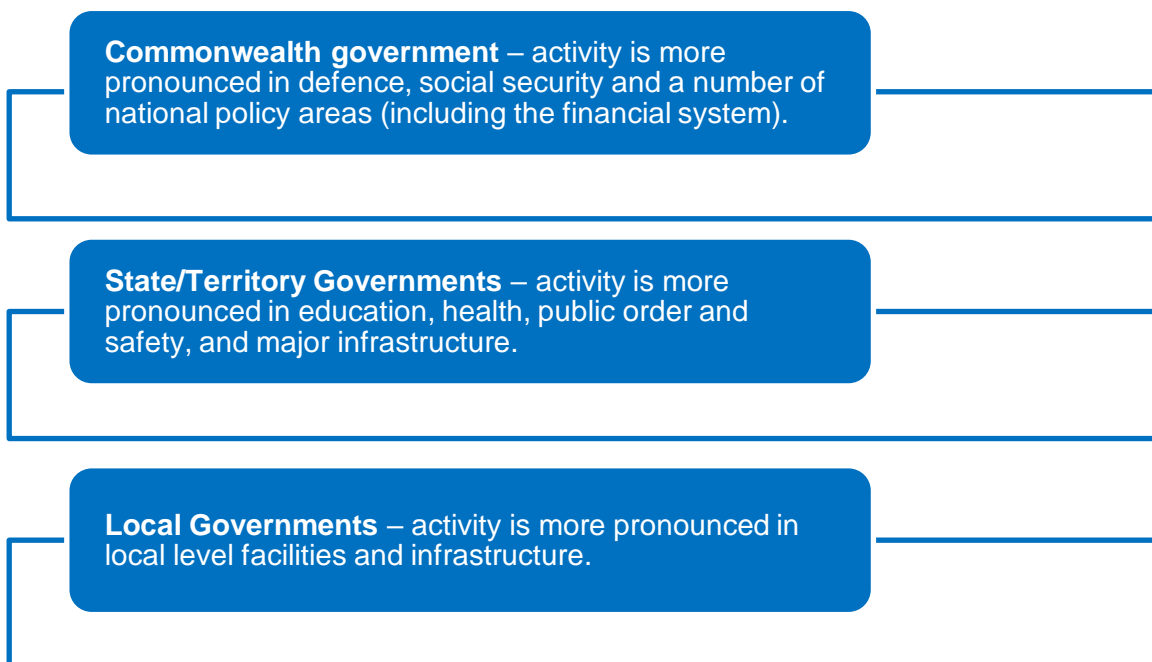 Commonwealth government – activity is more
pronounced in defence, social security and a number of
national policy areas (including the financial system).
State/Territory Governments – activity is more
pronounced in education, health, public order and
safety, and major infrastructure.
Local Governments – activity is more pronounced in
local level facilities and infrastructure.